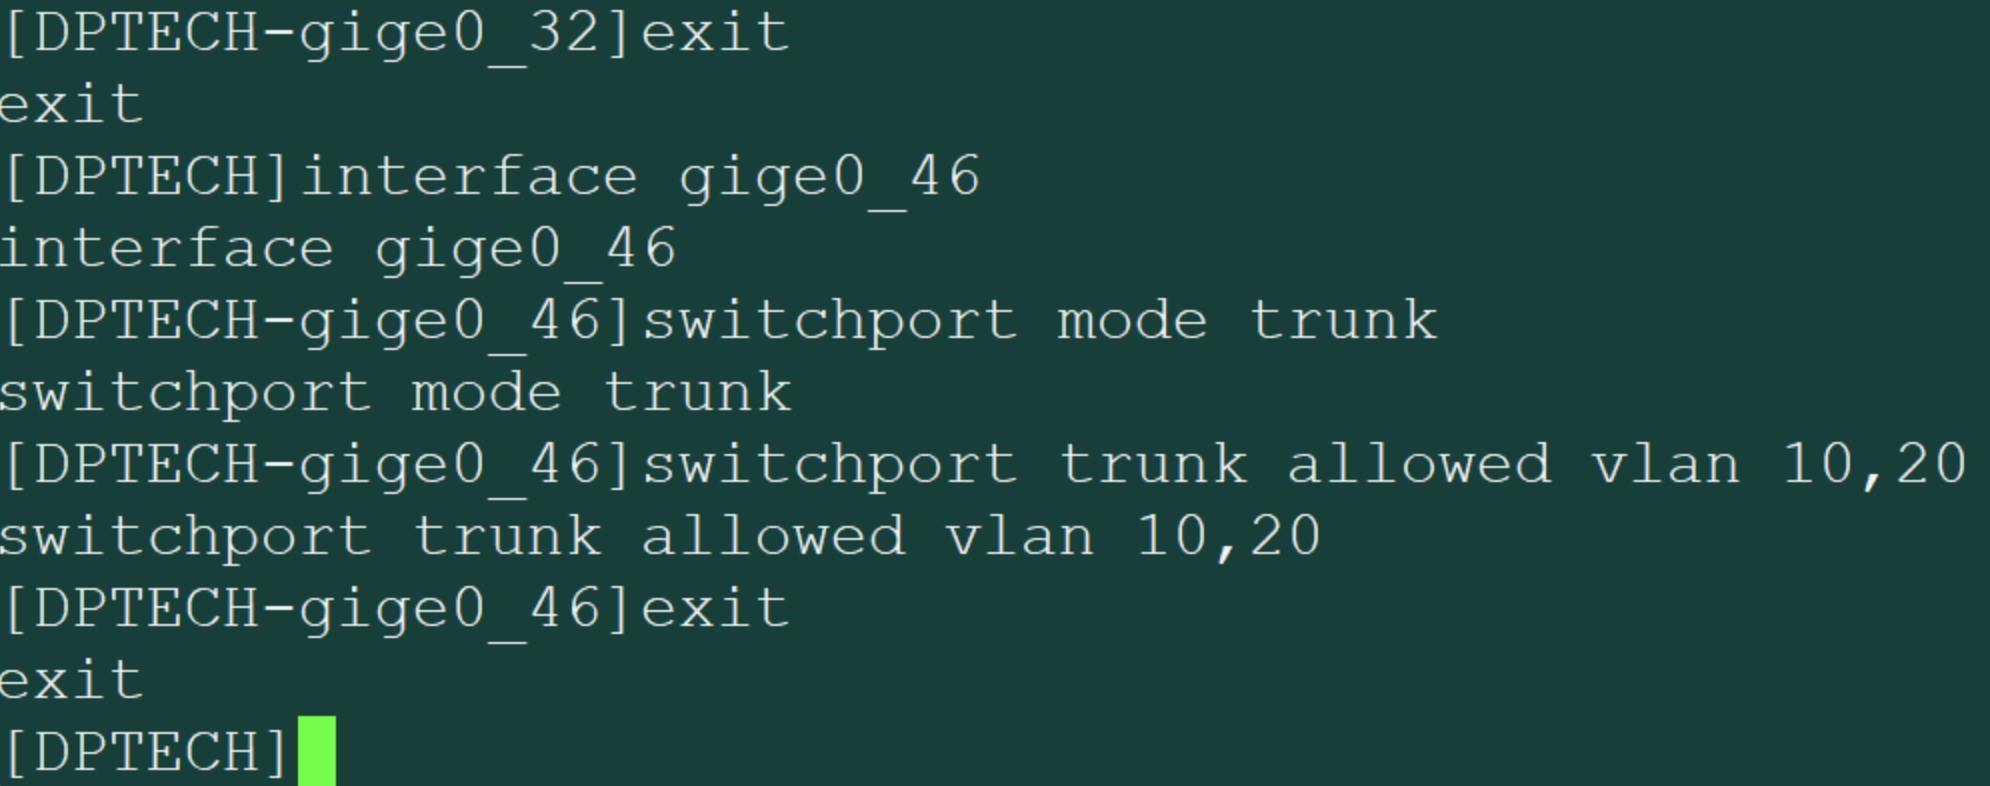 [DPTECH-gige0_32]exit
exit
[DPTECH]interface gige0_46
interface gige0_46
[DPTECH-gige0_46]switchport mode trunk
switchport mode trunk
[DPTECH-gige0_46]switchport trunk allowed vlan 10,20
switchport trunk allowed vlan 10,20
[DPTECH-gige0_46]exit
exit
[DPTECH]